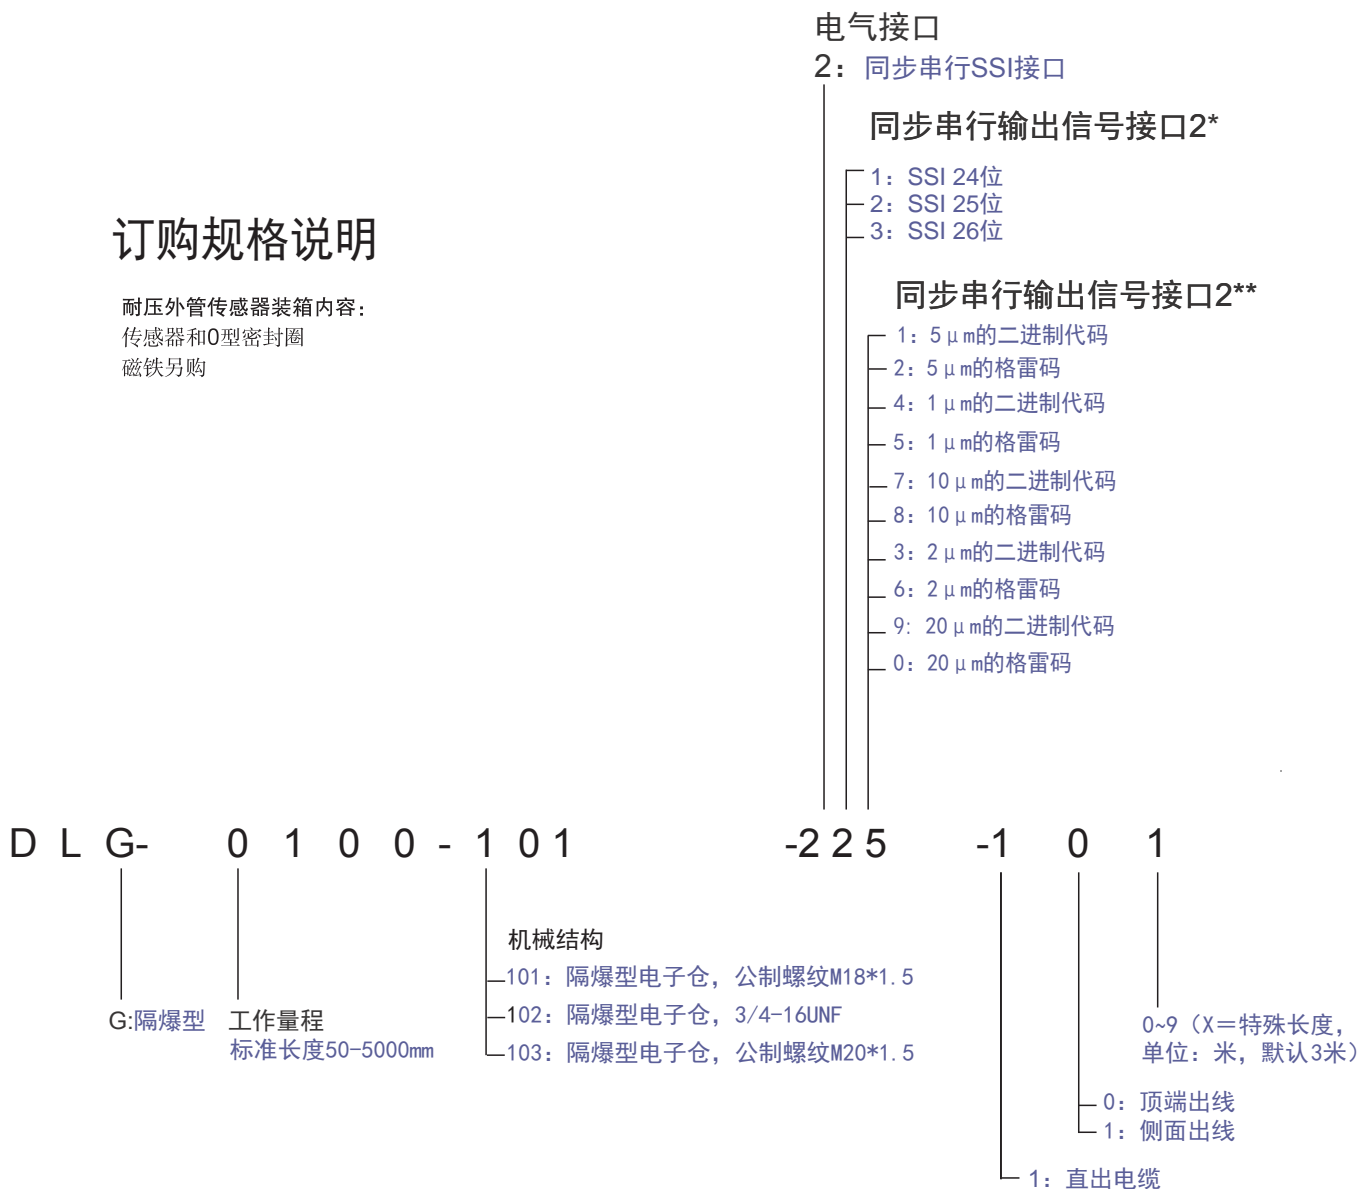 电气接口
2：同步串行SSI接口
同步串行输出信号接口2*
1：SSI 24位
2：SSI 25位
3：SSI 26位
订购规格说明
耐压外管传感器装箱内容：
传感器和O型密封圈
磁铁另购
同步串行输出信号接口2**
1：5μm的二进制代码
2：5μm的格雷码
4：1μm的二进制代码
5：1μm的格雷码
7：10μm的二进制代码
8：10μm的格雷码
3：2μm的二进制代码
6：2μm的格雷码
9: 20μm的二进制代码
0：20μm的格雷码
D L G- 0 1 0 0 - 1 0 1 -2 2 5 -1 0 1
G:隔爆型
工作量程
标准长度50-5000mm
机械结构
101：隔爆型电子仓，公制螺纹M18*1.5
102：隔爆型电子仓，3/4-16UNF
103：隔爆型电子仓，公制螺纹M20*1.5
0~9（X＝特殊长度，
单位：米，默认3米）
0：顶端出线
1：侧面出线
1：直出电缆